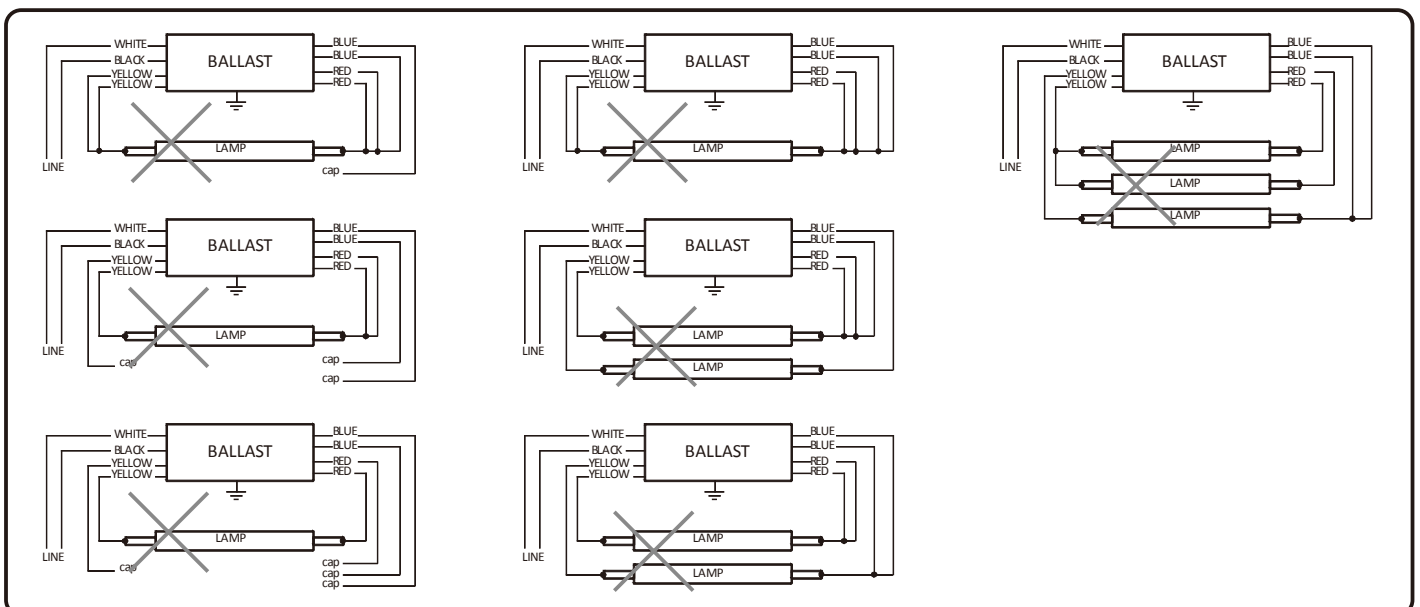 WHITE
BLACK
YELLOW
YELLOW
BALLAST
BLUE
BLUE
RED
RED
LAMP
LINE
cap
WHITE
BLACK
YELLOW
YELLOW
BALLAST
BLUE
BLUE
RED
RED
LAMP
LINE
WHITE
BLACK
YELLOW
YELLOW
BALLAST
BLUE
BLUE
RED
RED
LAMP
LAMP
LAMP
LINE
WHITE
BLACK
YELLOW
YELLOW
BALLAST
BLUE
BLUE
RED
RED
LAMP
LINE
cap
cap
cap
WHITE
BLACK
YELLOW
YELLOW
BALLAST
BLUE
BLUE
RED
RED
LAMP
LAMP
LINE
WHITE
BLACK
YELLOW
YELLOW
BALLAST
BLUE
BLUE
RED
RED
LAMP
LINE
cap
cap
cap
cap
WHITE
BLACK
YELLOW
YELLOW
BALLAST
BLUE
BLUE
RED
RED
LAMP
LAMP
LINE